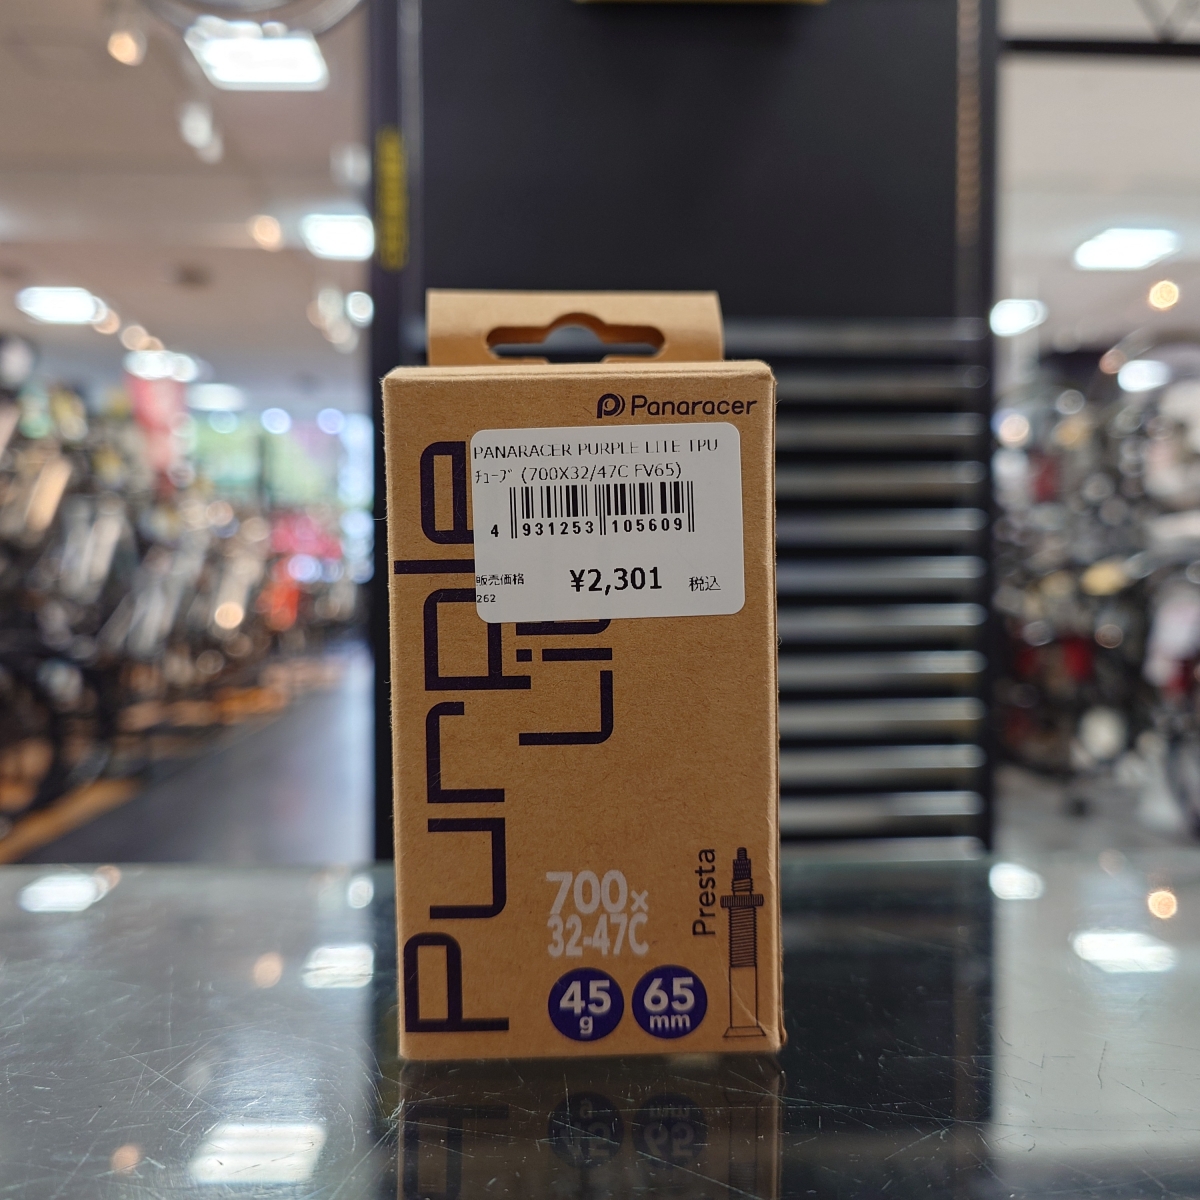 Panaracer
PANARACER PURPLE LITE TPU
ﾁｭｰﾌﾞ (700X32/47C FV65)
4 931253 105609
販売価格 ¥2,301 税込
262
Purple
Lite
700x
32-47C
Presta
45
g
65
mm